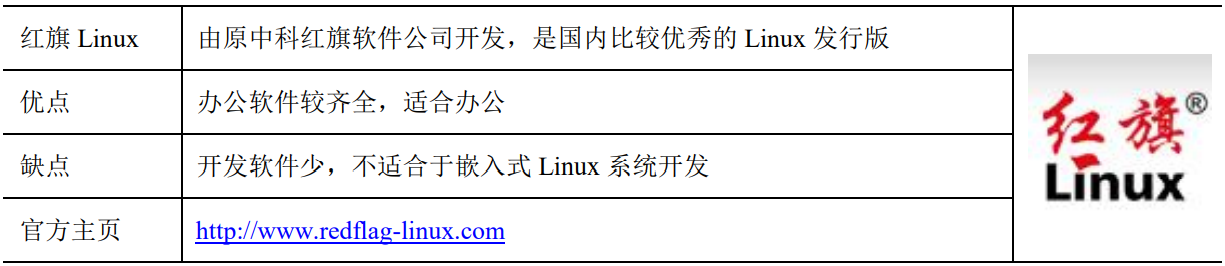 红旗 Linux
由原中科红旗软件公司开发，是国内比较优秀的 Linux 发行版
优点
办公软件较齐全，适合办公
缺点
开发软件少，不适合于嵌入式 Linux 系统开发
官方主页
http://www.redflag-linux.com
红旗®
Linux